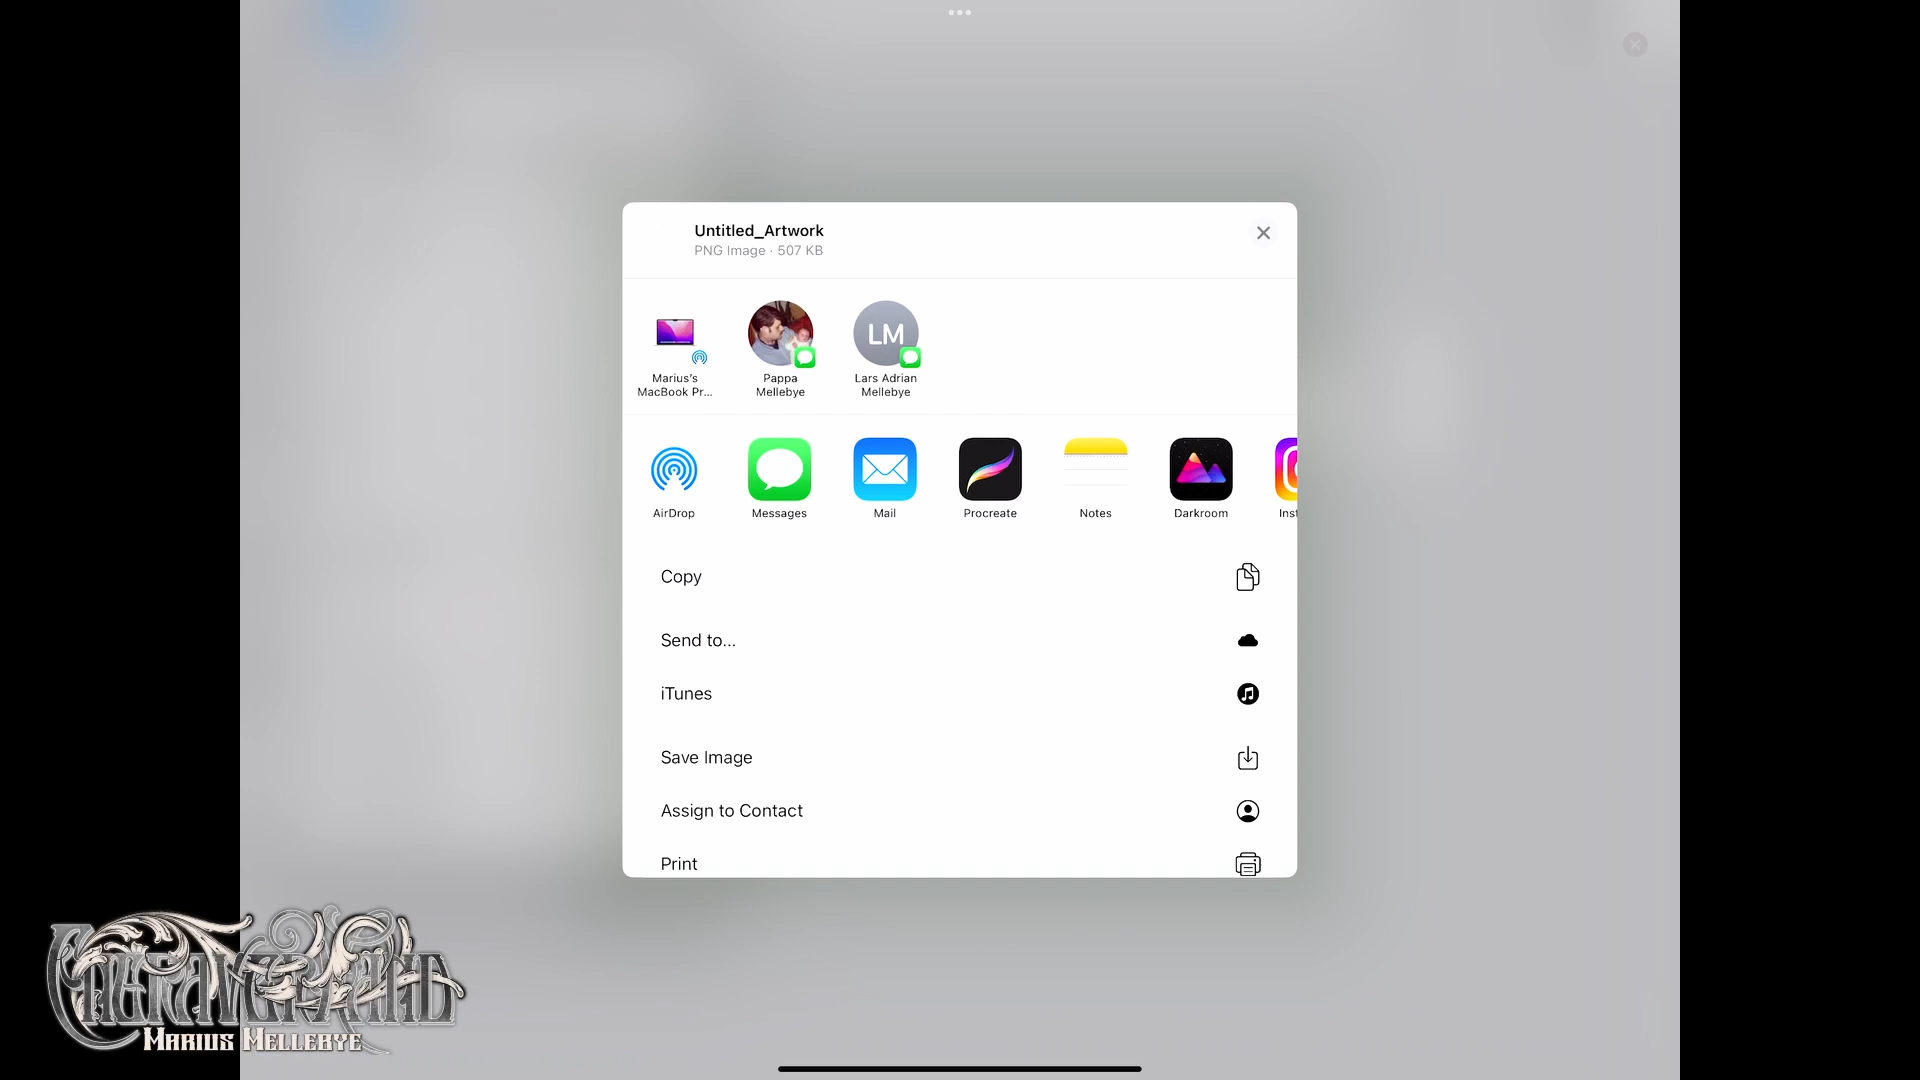 Untitled_Artwork
PNG Image · 507 KB
LM
Marius's
MacBook Pr...
Pappa
Mellebye
Lars Adrian
Mellebye
AirDrop
Messages
Mail
Procreate
Notes
Darkroom
Inst
Copy
Send to...
iTunes
Save Image
Assign to Contact
Print
MARIUS MELLEBYE